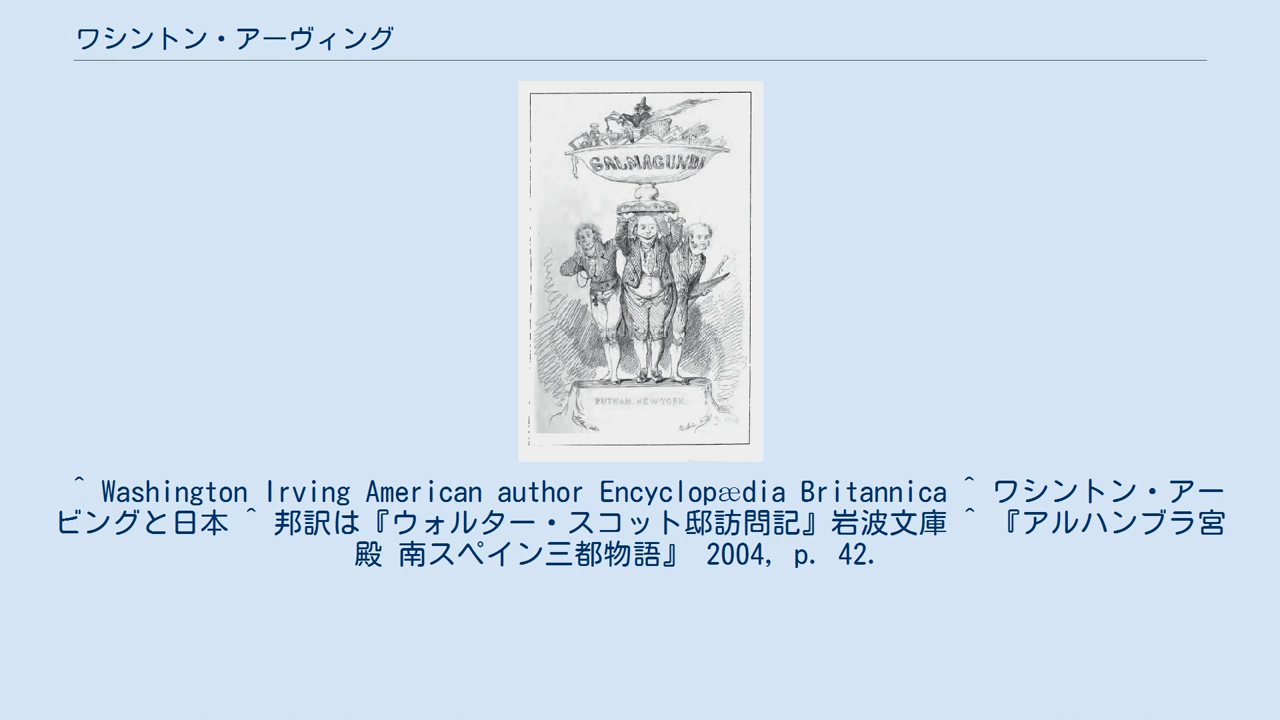 ワシントン・アーヴィング
SALMAGUNDI
PUTNAM. NEW-YORK.
^ Washington Irving American author Encyclopædia Britannica ^ ワシントン・アー
ビングと日本 ^ 邦訳は『ウォルター・スコット邸訪問記』岩波文庫 ^ 『アルハンブラ宮
殿 南スペイン三都物語』 2004, p. 42.